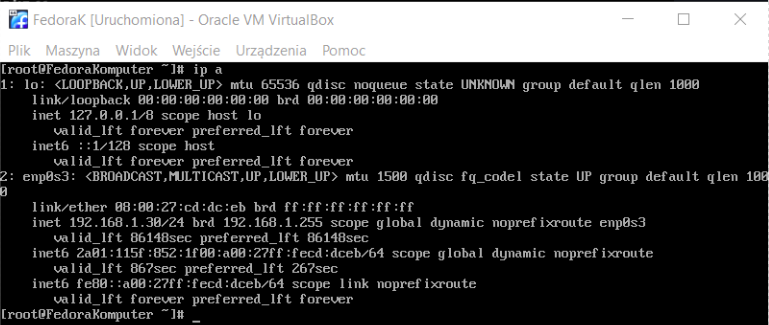 FedoraK [Uruchomiona] - Oracle VM VirtualBox
Plik Maszyna Widok Wejście Urządzenia Pomoc
[root@FedoraKomputer ~]# ip a
1: lo: <LOOPBACK,UP,LOWER_UP> mtu 65536 qdisc noqueue state UNKNOWN group default qlen 1000
    link/loopback 00:00:00:00:00:00 brd 00:00:00:00:00:00
    inet 127.0.0.1/8 scope host lo
       valid_lft forever preferred_lft forever
    inet6 ::1/128 scope host
       valid_lft forever preferred_lft forever
2: enp0s3: <BROADCAST,MULTICAST,UP,LOWER_UP> mtu 1500 qdisc fq_codel state UP group default qlen 100
0
    link/ether 08:00:27:cd:dc:eb brd ff:ff:ff:ff:ff:ff
    inet 192.168.1.30/24 brd 192.168.1.255 scope global dynamic noprefixroute enp0s3
       valid_lft 86148sec preferred_lft 86148sec
    inet6 2a01:115f:852:1f00:a00:27ff:fecd:dceb/64 scope global dynamic noprefixroute
       valid_lft 867sec preferred_lft 267sec
    inet6 fe80::a00:27ff:fecd:dceb/64 scope link noprefixroute
       valid_lft forever preferred_lft forever
[root@FedoraKomputer ~]# _